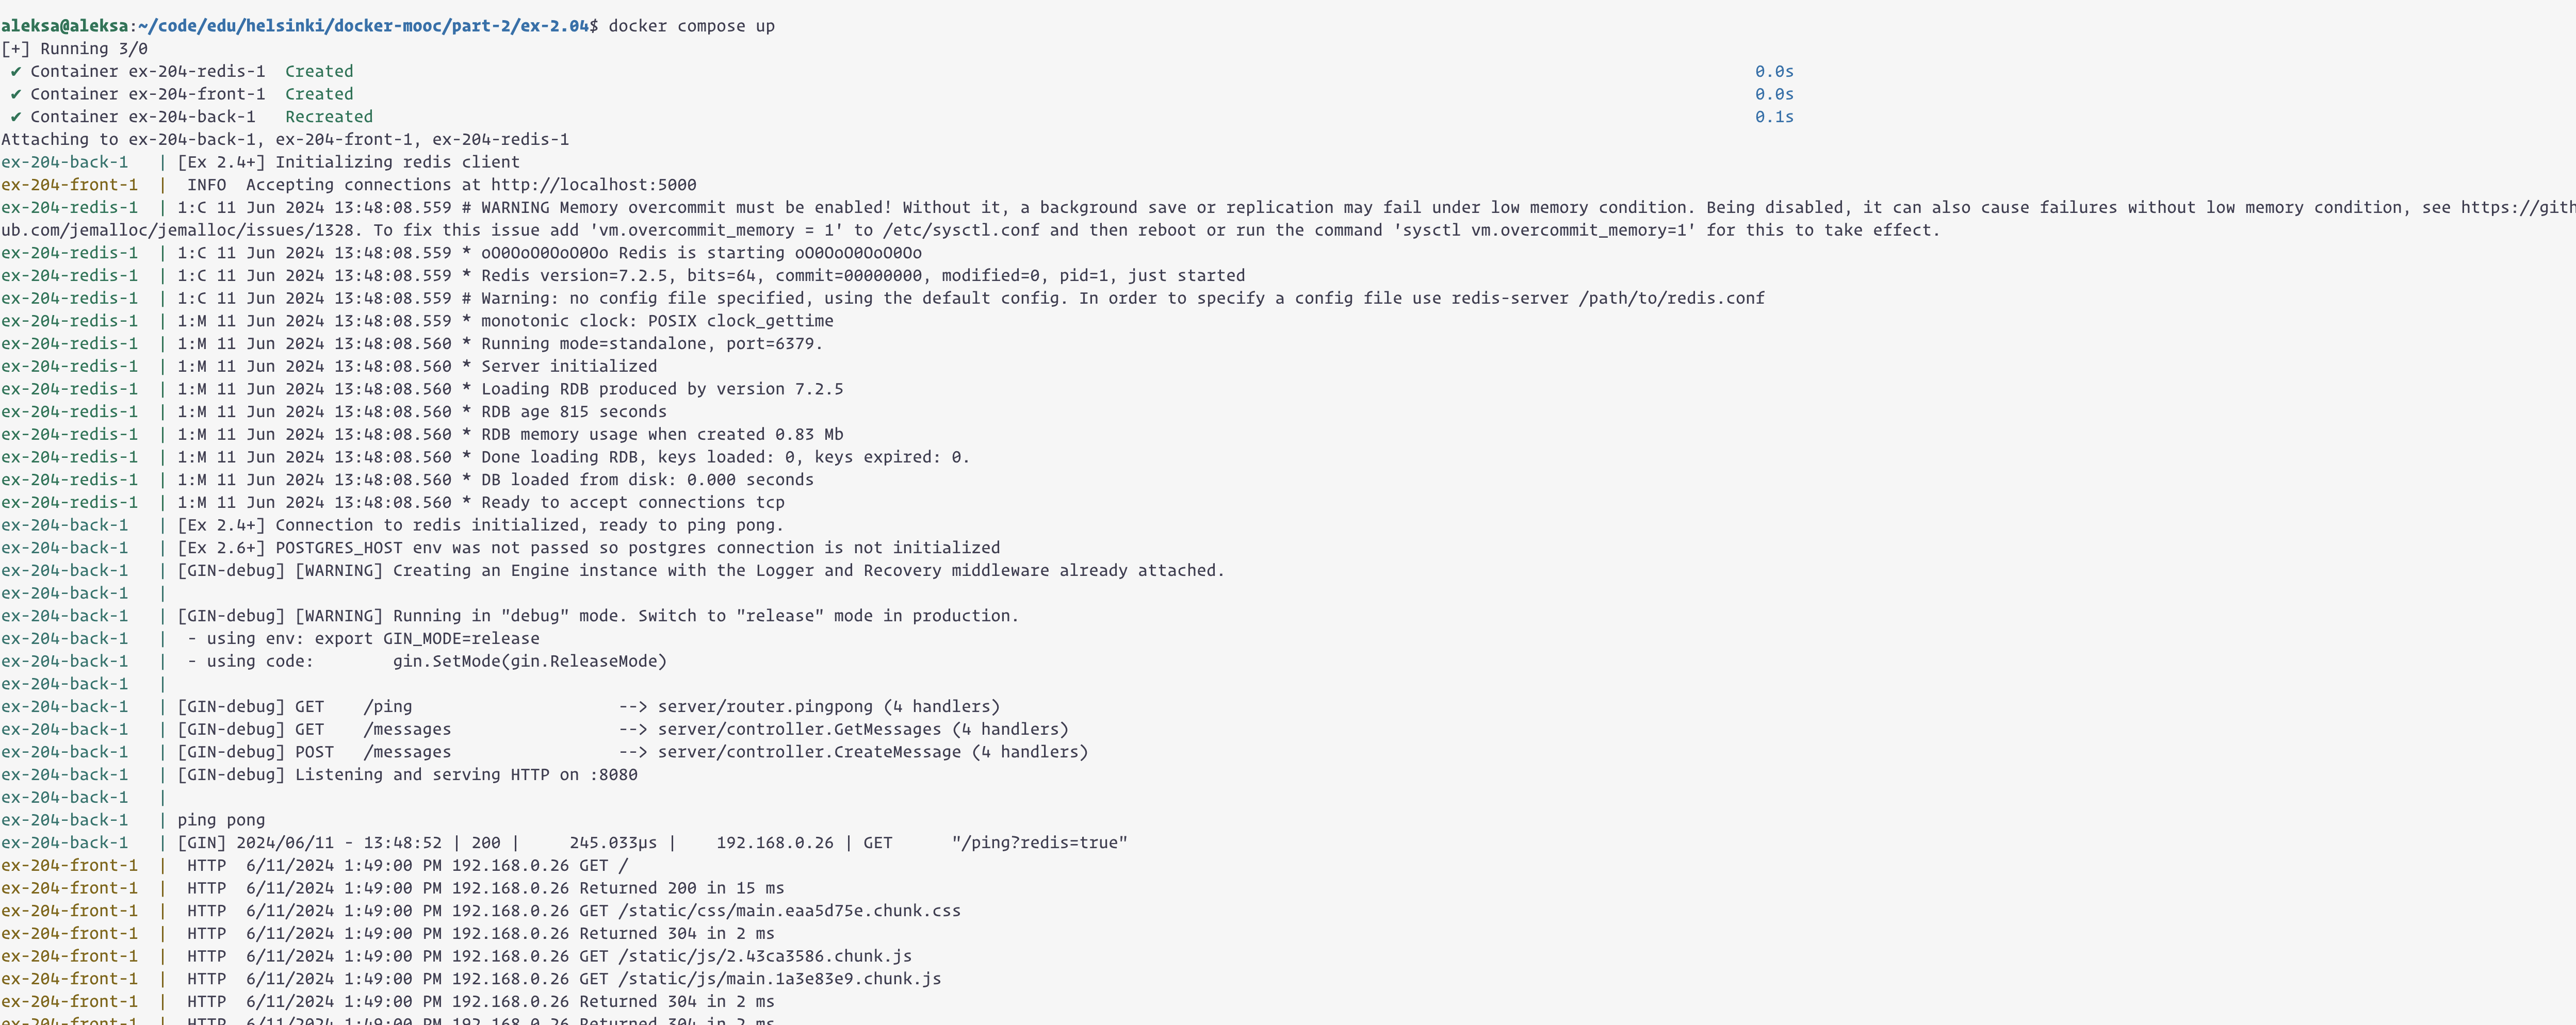 aleksa@aleksa:~/code/edu/helsinki/docker-mooc/part-2/ex-2.04$ docker compose up
[+] Running 3/0
 ✔ Container ex-204-redis-1  Created 0.0s
 ✔ Container ex-204-front-1  Created 0.0s
 ✔ Container ex-204-back-1   Recreated 0.1s
Attaching to ex-204-back-1, ex-204-front-1, ex-204-redis-1
ex-204-back-1   | [Ex 2.4+] Initializing redis client
ex-204-front-1  |  INFO  Accepting connections at http://localhost:5000
ex-204-redis-1  | 1:C 11 Jun 2024 13:48:08.559 # WARNING Memory overcommit must be enabled! Without it, a background save or replication may fail under low memory condition. Being disabled, it can also cause failures without low memory condition, see https://gith
ub.com/jemalloc/jemalloc/issues/1328. To fix this issue add 'vm.overcommit_memory = 1' to /etc/sysctl.conf and then reboot or run the command 'sysctl vm.overcommit_memory=1' for this to take effect.
ex-204-redis-1  | 1:C 11 Jun 2024 13:48:08.559 * oO0OoO0OoO0Oo Redis is starting oO0OoO0OoO0Oo
ex-204-redis-1  | 1:C 11 Jun 2024 13:48:08.559 * Redis version=7.2.5, bits=64, commit=00000000, modified=0, pid=1, just started
ex-204-redis-1  | 1:C 11 Jun 2024 13:48:08.559 # Warning: no config file specified, using the default config. In order to specify a config file use redis-server /path/to/redis.conf
ex-204-redis-1  | 1:M 11 Jun 2024 13:48:08.559 * monotonic clock: POSIX clock_gettime
ex-204-redis-1  | 1:M 11 Jun 2024 13:48:08.560 * Running mode=standalone, port=6379.
ex-204-redis-1  | 1:M 11 Jun 2024 13:48:08.560 * Server initialized
ex-204-redis-1  | 1:M 11 Jun 2024 13:48:08.560 * Loading RDB produced by version 7.2.5
ex-204-redis-1  | 1:M 11 Jun 2024 13:48:08.560 * RDB age 815 seconds
ex-204-redis-1  | 1:M 11 Jun 2024 13:48:08.560 * RDB memory usage when created 0.83 Mb
ex-204-redis-1  | 1:M 11 Jun 2024 13:48:08.560 * Done loading RDB, keys loaded: 0, keys expired: 0.
ex-204-redis-1  | 1:M 11 Jun 2024 13:48:08.560 * DB loaded from disk: 0.000 seconds
ex-204-redis-1  | 1:M 11 Jun 2024 13:48:08.560 * Ready to accept connections tcp
ex-204-back-1   | [Ex 2.4+] Connection to redis initialized, ready to ping pong.
ex-204-back-1   | [Ex 2.6+] POSTGRES_HOST env was not passed so postgres connection is not initialized
ex-204-back-1   | [GIN-debug] [WARNING] Creating an Engine instance with the Logger and Recovery middleware already attached.
ex-204-back-1   |
ex-204-back-1   | [GIN-debug] [WARNING] Running in "debug" mode. Switch to "release" mode in production.
ex-204-back-1   |  - using env: export GIN_MODE=release
ex-204-back-1   |  - using code:        gin.SetMode(gin.ReleaseMode)
ex-204-back-1   |
ex-204-back-1   | [GIN-debug] GET    /ping                     --> server/router.pingpong (4 handlers)
ex-204-back-1   | [GIN-debug] GET    /messages                 --> server/controller.GetMessages (4 handlers)
ex-204-back-1   | [GIN-debug] POST   /messages                 --> server/controller.CreateMessage (4 handlers)
ex-204-back-1   | [GIN-debug] Listening and serving HTTP on :8080
ex-204-back-1   |
ex-204-back-1   | ping pong
ex-204-back-1   | [GIN] 2024/06/11 - 13:48:52 | 200 |     245.033µs |    192.168.0.26 | GET      "/ping?redis=true"
ex-204-front-1  |  HTTP  6/11/2024 1:49:00 PM 192.168.0.26 GET /
ex-204-front-1  |  HTTP  6/11/2024 1:49:00 PM 192.168.0.26 Returned 200 in 15 ms
ex-204-front-1  |  HTTP  6/11/2024 1:49:00 PM 192.168.0.26 GET /static/css/main.eaa5d75e.chunk.css
ex-204-front-1  |  HTTP  6/11/2024 1:49:00 PM 192.168.0.26 Returned 304 in 2 ms
ex-204-front-1  |  HTTP  6/11/2024 1:49:00 PM 192.168.0.26 GET /static/js/2.43ca3586.chunk.js
ex-204-front-1  |  HTTP  6/11/2024 1:49:00 PM 192.168.0.26 GET /static/js/main.1a3e83e9.chunk.js
ex-204-front-1  |  HTTP  6/11/2024 1:49:00 PM 192.168.0.26 Returned 304 in 2 ms
ex-204-front-1  |  HTTP  6/11/2024 1:49:00 PM 192.168.0.26 Returned 304 in 2 ms